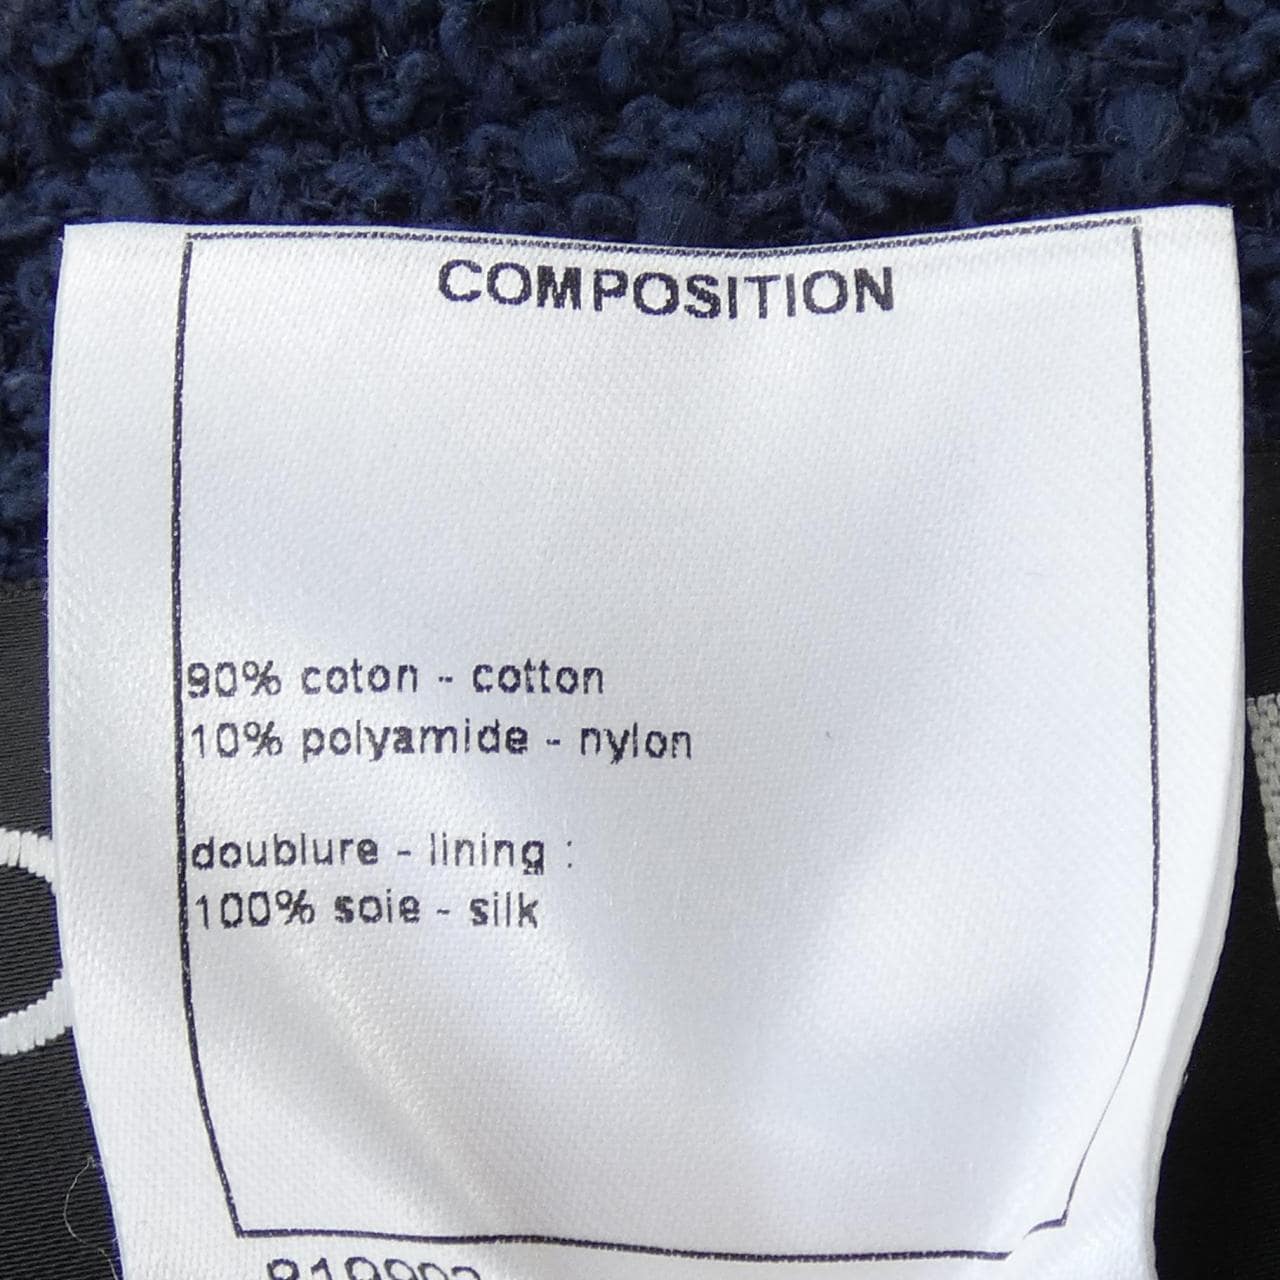 COMPOSITION
90% coton - cotton
10% polyamide - nylon
doublure - lining :
100% soie - silk